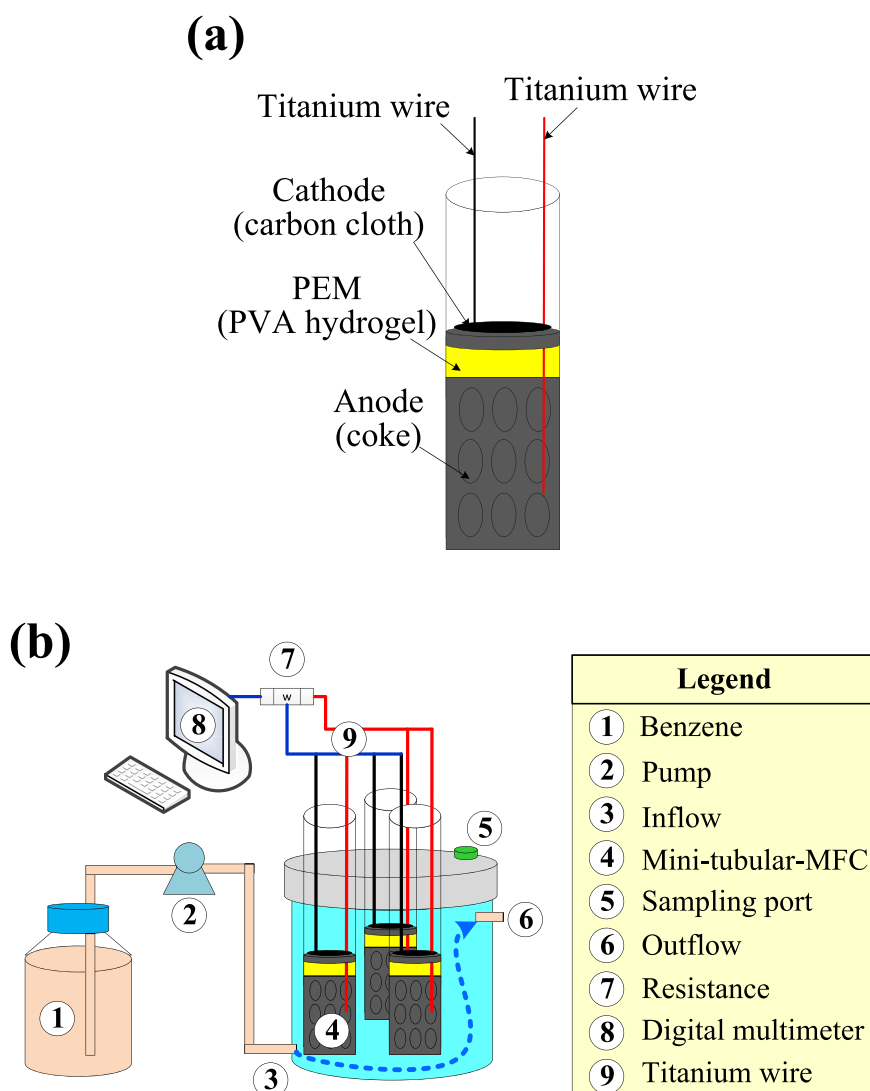 (a)
Titanium wire
Titanium wire
Cathode
(carbon cloth)
PEM
(PVA hydrogel)
Anode
(coke)
(b)
7
W
8
9
5
2
6
1
4
3
Legend
1 Benzene
2 Pump
3 Inflow
4 Mini-tubular-MFC
5 Sampling port
6 Outflow
7 Resistance
8 Digital multimeter
9 Titanium wire